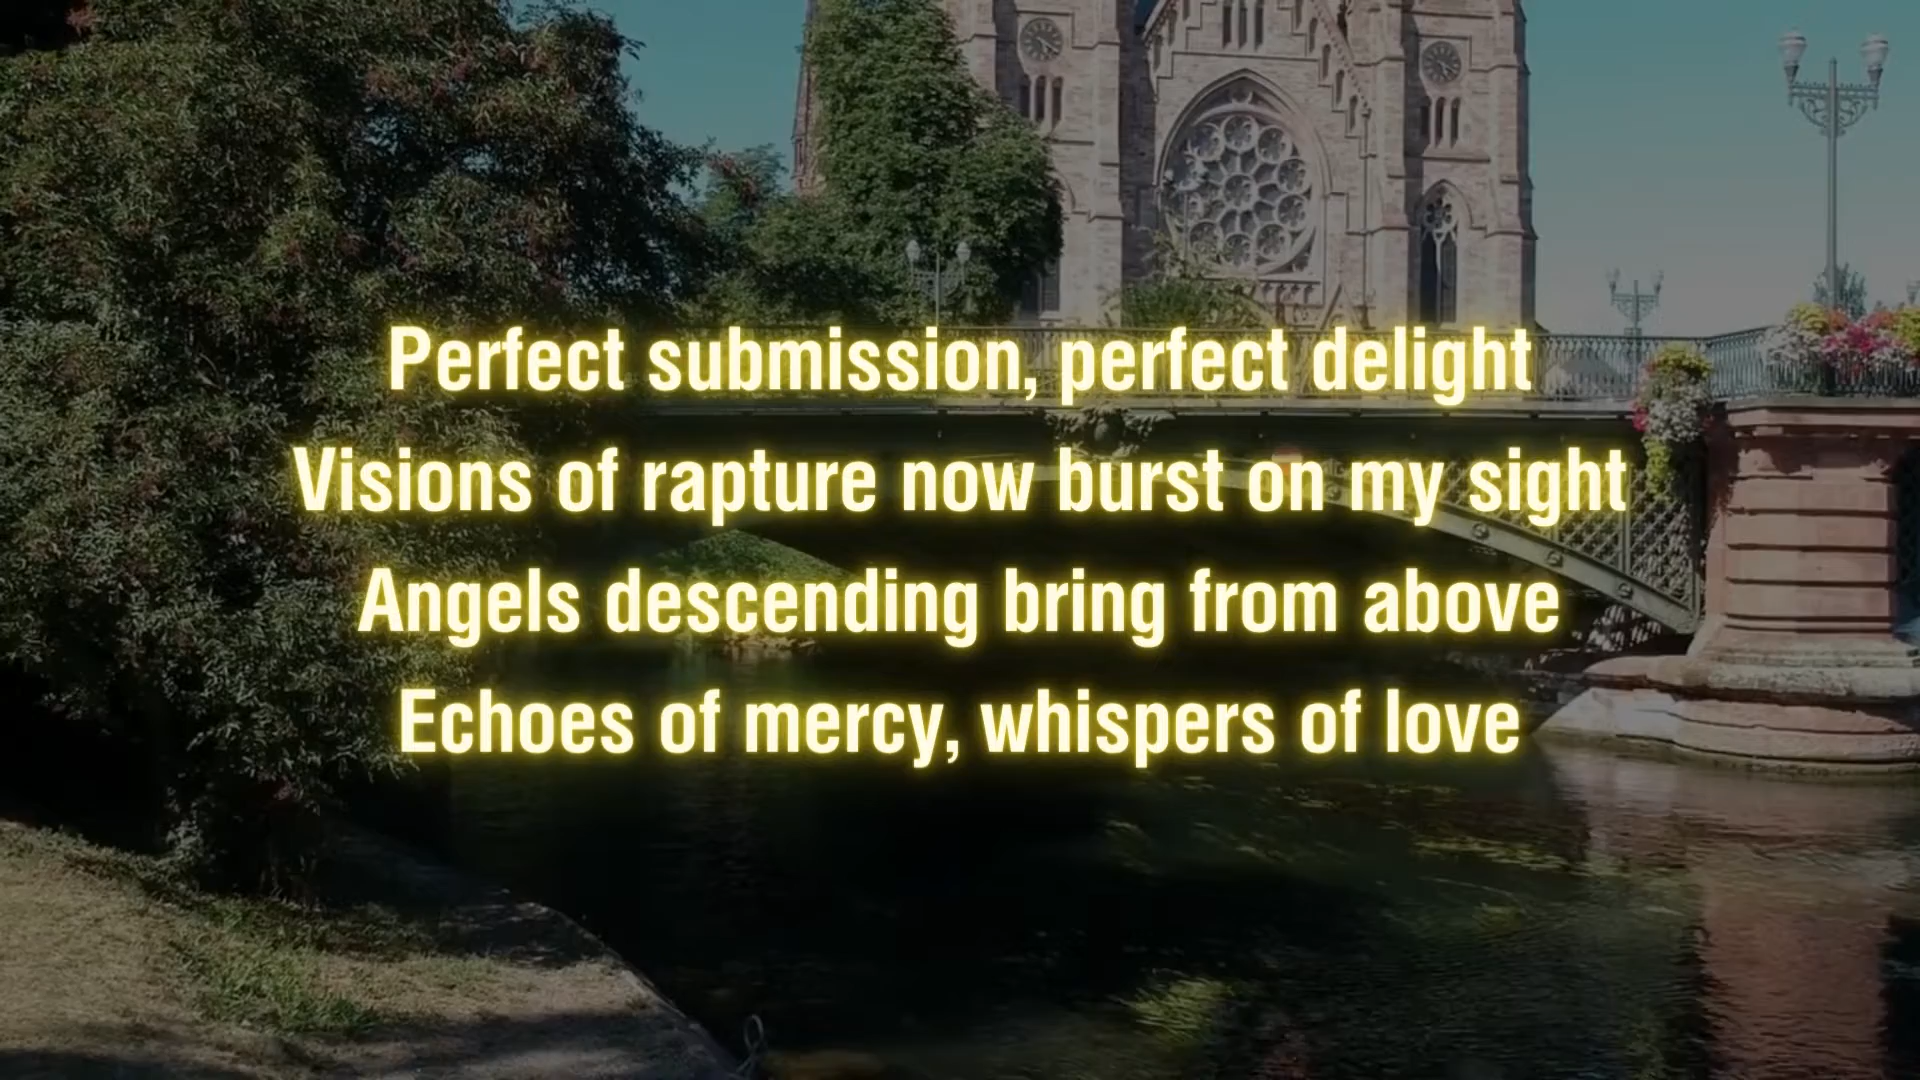 Perfect submission, perfect delight
Visions of rapture now burst on my sight
Angels descending bring from above
Echoes of mercy, whispers of love